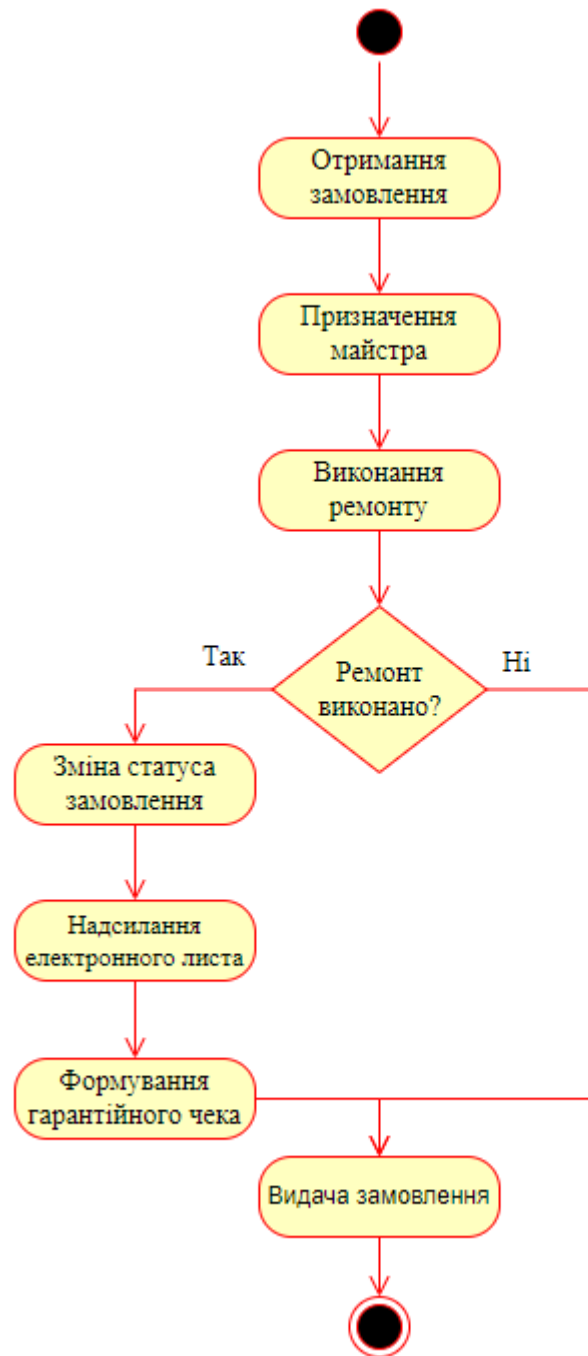 Отримання
замовлення
Призначення
майстра
Виконання
ремонту
Так
Ремонт
виконано?
Ні
Зміна статуса
замовлення
Надсилання
електронного листа
Формування
гарантійного чека
Видача замовлення